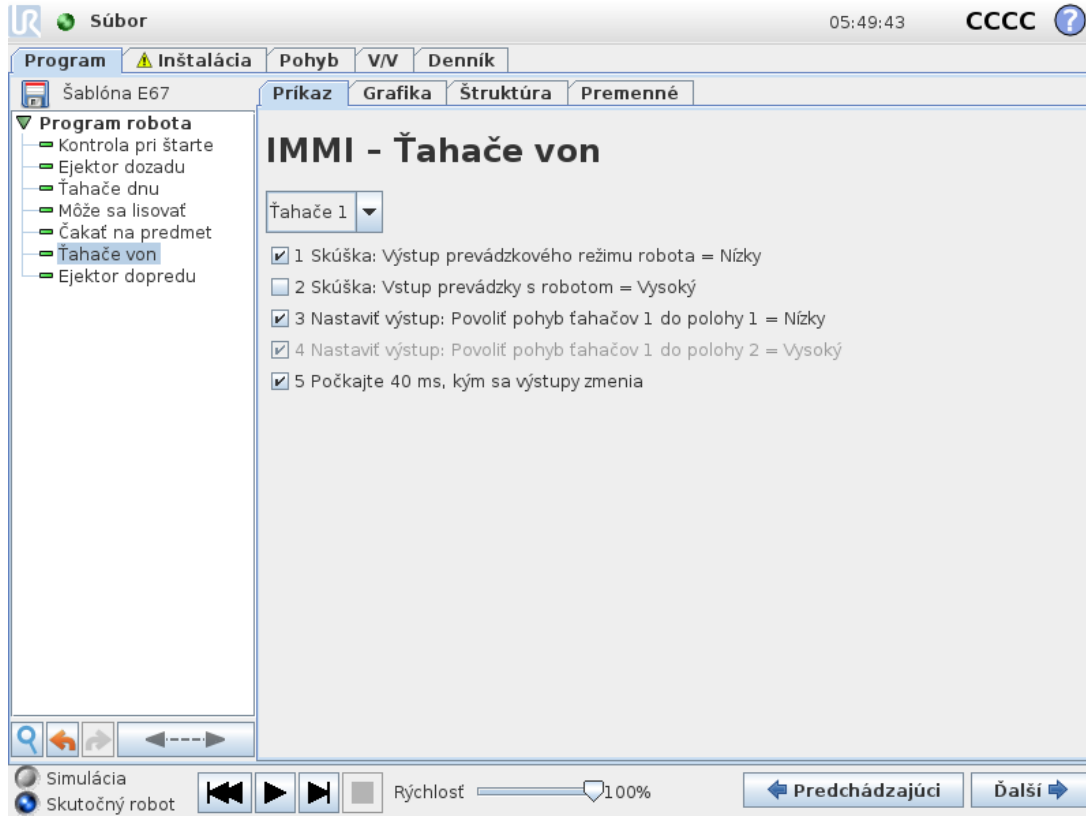 UR Súbor 05:49:43 CCCC ?
Program Inštalácia Pohyb V/V Denník
Šablóna E67
Príkaz Grafika Štruktúra Premenné
Program robota
Kontrola pri štarte
Ejektor dozadu
Ťahače dnu
Môže sa lisovať
Čakať na predmet
Ťahače von
Ejektor dopredu
IMMI - Ťahače von
Ťahače 1
1 Skúška: Výstup prevádzkového režimu robota = Nízky
2 Skúška: Vstup prevádzky s robotom = Vysoký
3 Nastaviť výstup: Povoliť pohyb ťahačov 1 do polohy 1 = Nízky
4 Nastaviť výstup: Povoliť pohyb ťahačov 1 do polohy 2 = Vysoký
5 Počkajte 40 ms, kým sa výstupy zmenia
Simulácia
Skutočný robot
Rýchlosť 100%
Predchádzajúci
Ďalší